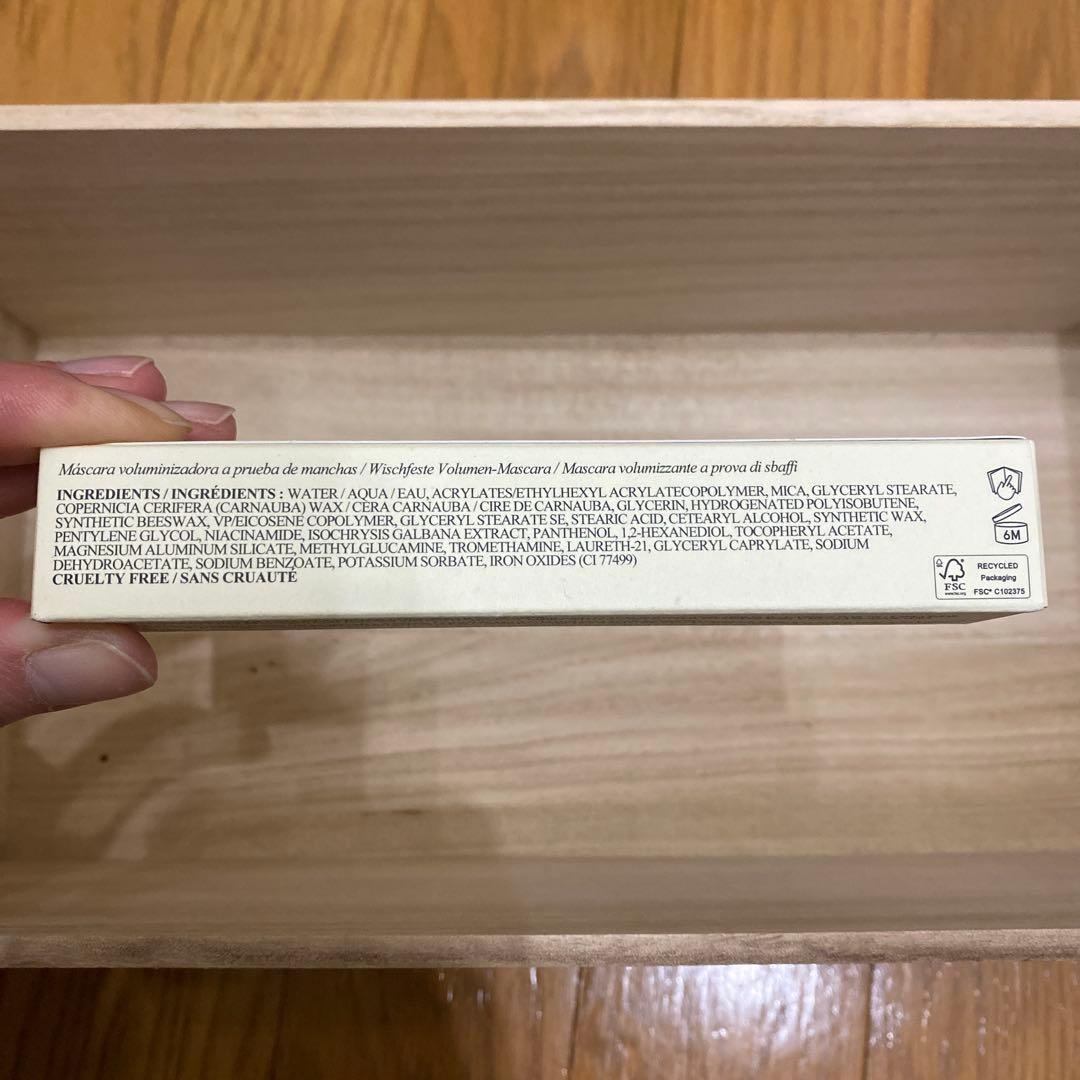 Máscara voluminizadora a prueba de manchas / Wischfeste Volumen-Mascara / Mascara volumizzante a prova di sbaffi
INGREDIENTS / INGRÉDIENTS : WATER / AQUA / EAU, ACRYLATES/ETHYLHEXYL ACRYLATECOPOLYMER, MICA, GLYCERYL STEARATE,
COPERNICIA CERIFERA (CARNAUBA) WAX / CERA CARNAUBA / CIRE DE CARNAUBA, GLYCERIN, HYDROGENATED POLYISOBUTENE,
SYNTHETIC BEESWAX, VP/EICOSENE COPOLYMER, GLYCERYL STEARATE SE, STEARIC ACID, CETEARYL ALCOHOL, SYNTHETIC WAX,
PENTYLENE GLYCOL, NIACINAMIDE, ISOCHRYSIS GALBANA EXTRACT, PANTHENOL, 1,2-HEXANEDIOL, TOCOPHERYL ACETATE,
MAGNESIUM ALUMINUM SILICATE, METHYLGLUCAMINE, TROMETHAMINE, LAURETH-21, GLYCERYL CAPRYLATE, SODIUM
DEHYDROACETATE, SODIUM BENZOATE, POTASSIUM SORBATE, IRON OXIDES (CI 77499)
CRUELTY FREE / SANS CRUAUTÉ
6M
FSC
www.fsc.org
RECYCLED
Packaging
FSC® C102375